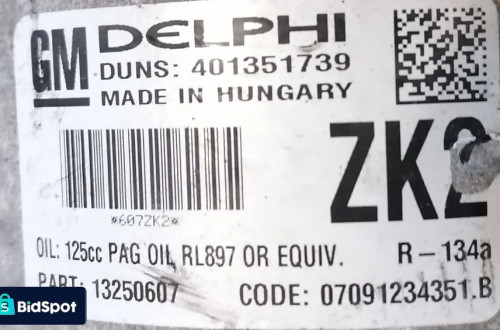 GM DELPHI
DUNS: 401351739
MADE IN HUNGARY
ZK2
*607ZK2*
OIL: 125cc PAG OIL, RL897 OR EQUIV. R-134a
PART: 13250607 CODE: 07091234351.B
BidSpot